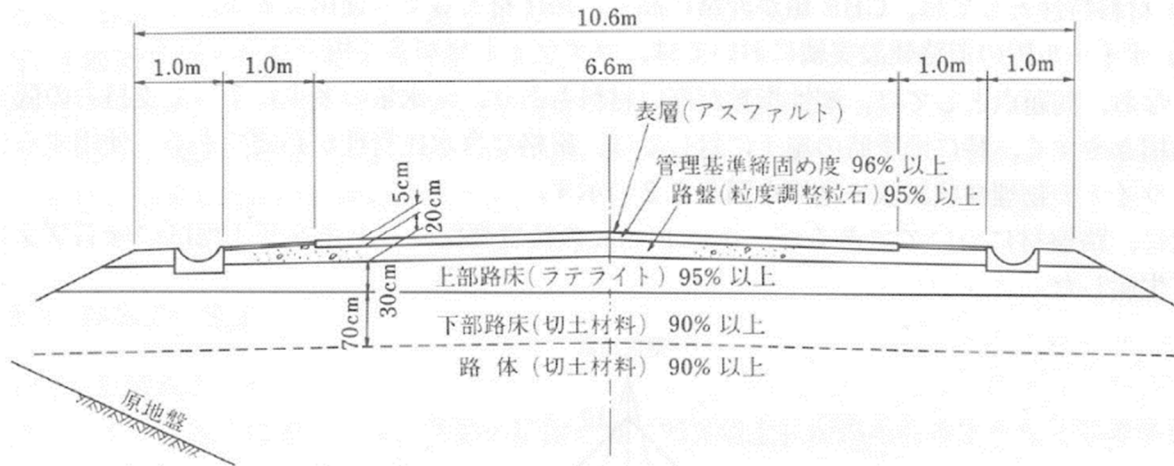 10.6m
1.0m 1.0m 6.6m 1.0m 1.0m
表層(アスファルト)
管理基準締固め度 96% 以上
路盤(粒度調整粒石)95% 以上
5cm
20cm
上部路床(ラテライト) 95% 以上
30cm
70cm
下部路床(切土材料) 90% 以上
路 体 (切土材料) 90% 以上
原地盤